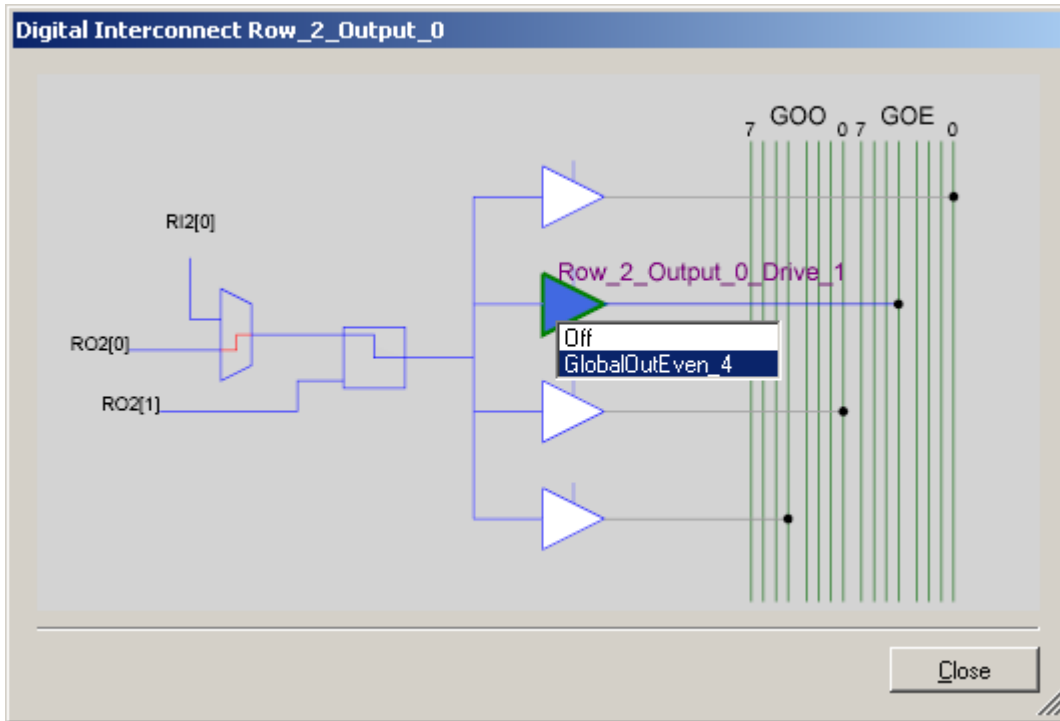 Digital Interconnect Row_2_Output_0
GOO GOE
7 0 7 0
RI2[0]
Row_2_Output_0_Drive_1
Off
RO2[0]
GlobalOutEven_4
RO2[1]
Close